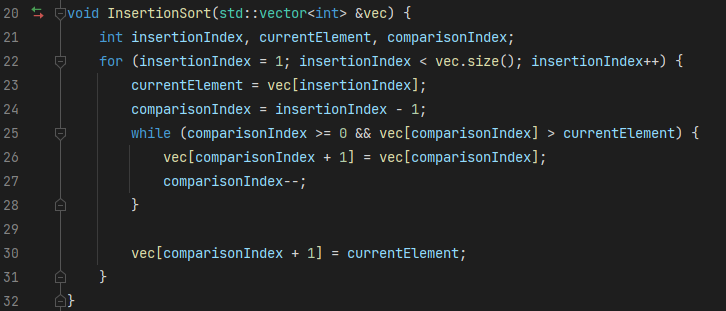 20 void InsertionSort(std::vector<int> &vec) {
21     int insertionIndex, currentElement, comparisonIndex;
22     for (insertionIndex = 1; insertionIndex < vec.size(); insertionIndex++) {
23         currentElement = vec[insertionIndex];
24         comparisonIndex = insertionIndex - 1;
25         while (comparisonIndex >= 0 && vec[comparisonIndex] > currentElement) {
26             vec[comparisonIndex + 1] = vec[comparisonIndex];
27             comparisonIndex--;
28         }
29
30         vec[comparisonIndex + 1] = currentElement;
31     }
32 }